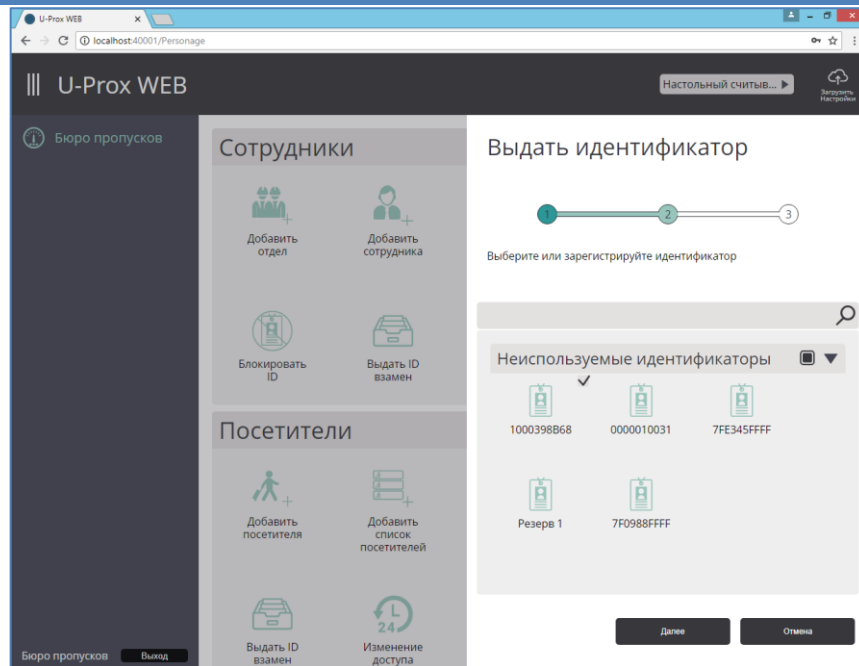 U-Prox WEB
localhost:40001/Personage
U-Prox WEB
Настольный считыв...
Загрузить
Настройки
Бюро пропусков
Сотрудники
Добавить
отдел
Добавить
сотрудника
Блокировать
ID
Выдать ID
взамен
Посетители
Добавить
посетителя
Добавить
список
посетителей
24
Выдать ID
взамен
Изменение
доступа
Выдать идентификатор
1
2
3
Выберите или зарегистрируйте идентификатор
Неиспользуемые идентификаторы
1000398B68
0000010031
7FE345FFFF
Резерв 1
7F0988FFFF
Далее
Отмена
Бюро пропусков
Выход